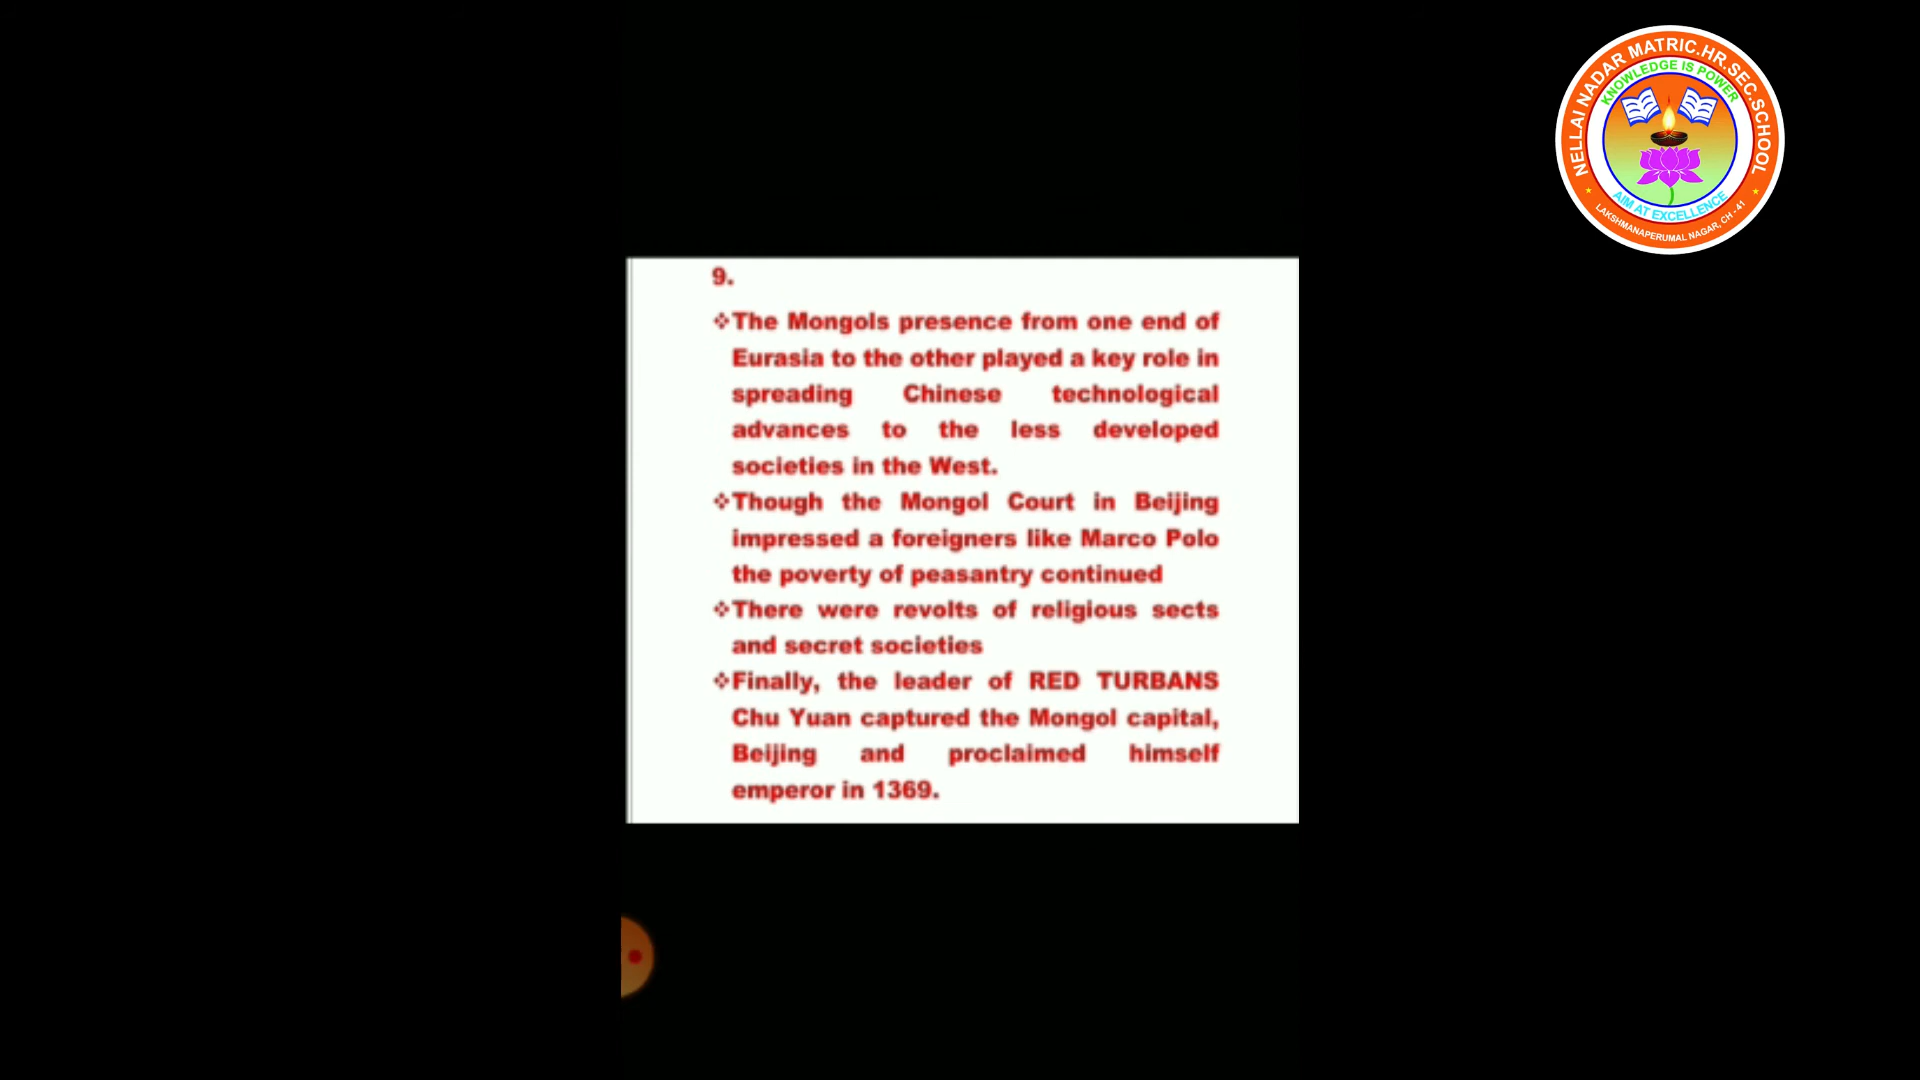 NELLAI NADAR MATRIC.HR.SEC.SCHOOL
KNOWLEDGE IS POWER
AIM AT EXCELLENCE
LAKSHMANAPERUMAL NAGAR, CH - 41
9.
❖The Mongols presence from one end of
Eurasia to the other played a key role in
spreading Chinese technological
advances to the less developed
societies in the West.
❖Though the Mongol Court in Beijing
impressed a foreigners like Marco Polo
the poverty of peasantry continued
❖There were revolts of religious sects
and secret societies
❖Finally, the leader of RED TURBANS
Chu Yuan captured the Mongol capital,
Beijing and proclaimed himself
emperor in 1369.